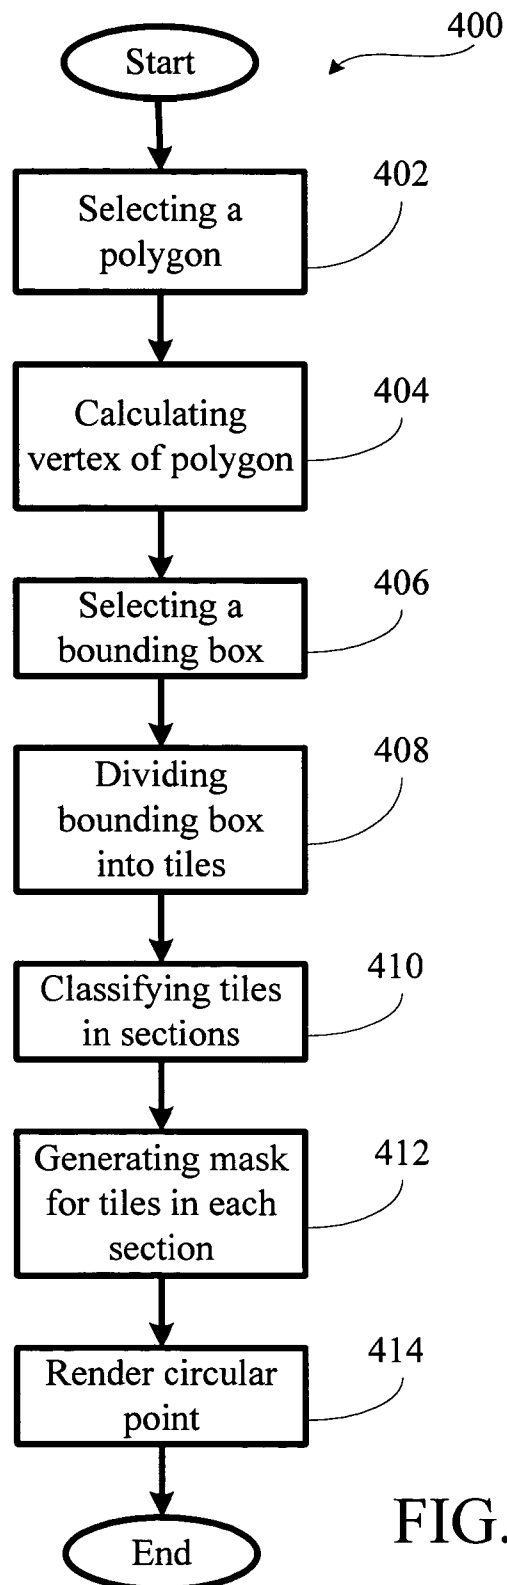 400
Start
402
Selecting a
polygon
404
Calculating
vertex of polygon
406
Selecting a
bounding box
408
Dividing
bounding box
into tiles
410
Classifying tiles
in sections
412
Generating mask
for tiles in each
section
414
Render circular
point
End
FIG.